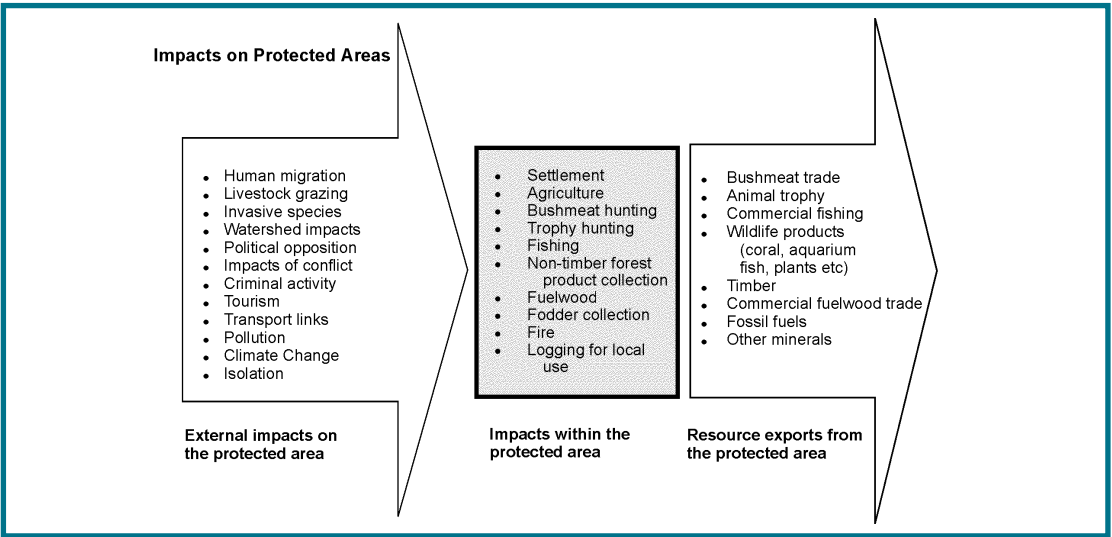 Impacts on Protected Areas
• Human migration
• Livestock grazing
• Invasive species
• Watershed impacts
• Political opposition
• Impacts of conflict
• Criminal activity
• Tourism
• Transport links
• Pollution
• Climate Change
• Isolation
External impacts on
the protected area
• Settlement
• Agriculture
• Bushmeat hunting
• Trophy hunting
• Fishing
• Non-timber forest
product collection
• Fuelwood
• Fodder collection
• Fire
• Logging for local
use
Impacts within the
protected area
• Bushmeat trade
• Animal trophy
• Commercial fishing
• Wildlife products
(coral, aquarium
fish, plants etc)
• Timber
• Commercial fuelwood trade
• Fossil fuels
• Other minerals
Resource exports from
the protected area